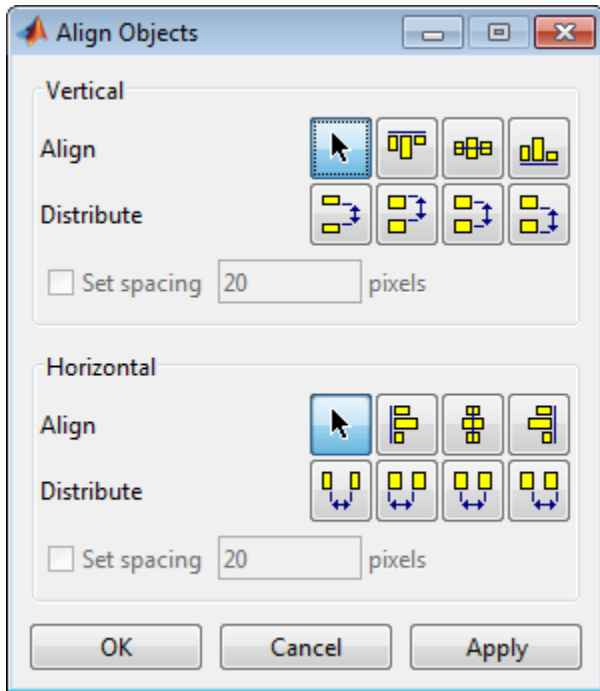 Align Objects
Vertical
Align
Distribute
Set spacing 20 pixels
Horizontal
Align
Distribute
Set spacing 20 pixels
OK Cancel Apply